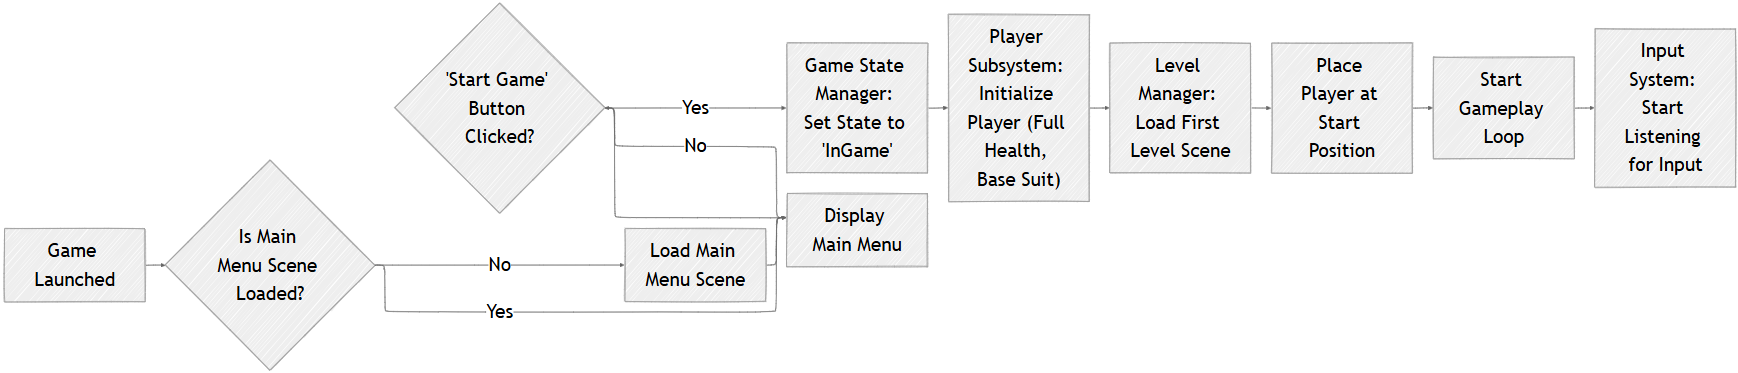 Game
Launched
Is Main
Menu Scene
Loaded?
No
Yes
Load Main
Menu Scene
Display
Main Menu
'Start Game'
Button
Clicked?
Yes
No
Game State
Manager:
Set State to
'InGame'
Player
Subsystem:
Initialize
Player (Full
Health,
Base Suit)
Level
Manager:
Load First
Level Scene
Place
Player at
Start
Position
Start
Gameplay
Loop
Input
System:
Start
Listening
for Input